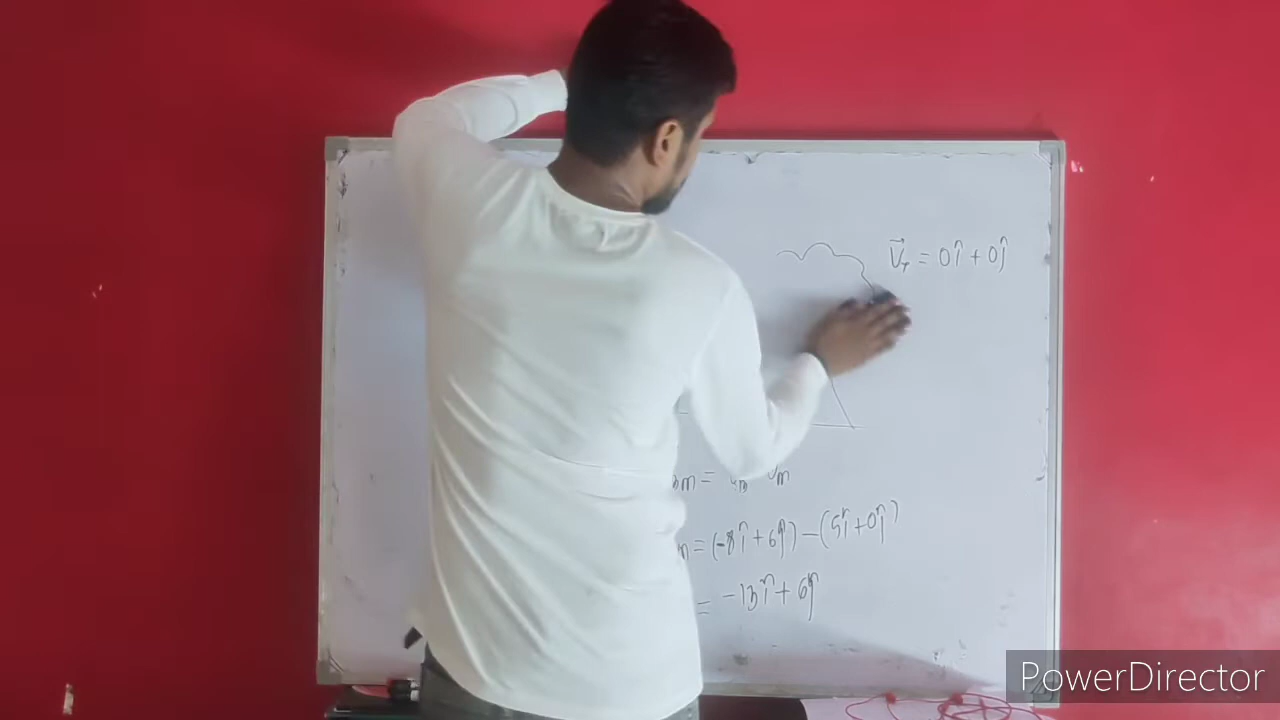 V⃗ᵣ = 0î + 0ĵ
= (-8î + 6ĵ) - (5î + 0ĵ)
= -13î + 6ĵ
PowerDirector